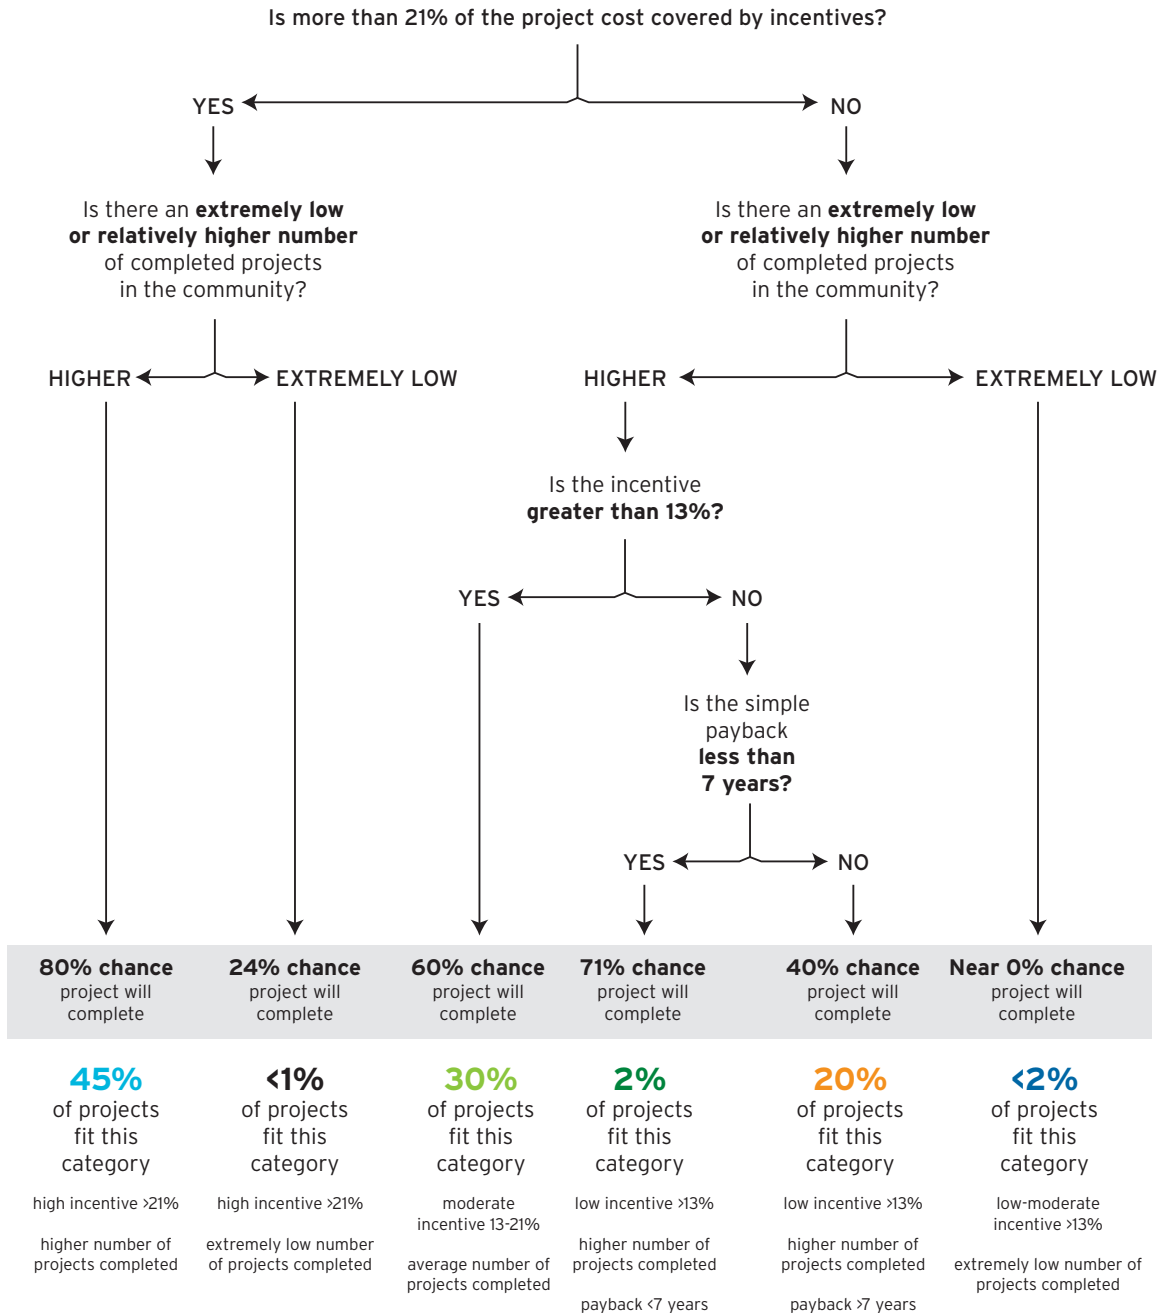 Is more than 21% of the project cost covered by incentives?
YES
NO
Is there an extremely low
or relatively higher number
of completed projects
in the community?
Is there an extremely low
or relatively higher number
of completed projects
in the community?
HIGHER
EXTREMELY LOW
HIGHER
EXTREMELY LOW
Is the incentive
greater than 13%?
YES
NO
Is the simple
payback
less than
7 years?
YES
NO
80% chance
project will
complete
24% chance
project will
complete
60% chance
project will
complete
71% chance
project will
complete
40% chance
project will
complete
Near 0% chance
project will
complete
45%
of projects
fit this
category
high incentive >21%
higher number of
projects completed
<1%
of projects
fit this
category
high incentive >21%
extremely low number
of projects completed
30%
of projects
fit this
category
moderate
incentive 13-21%
average number of
projects completed
2%
of projects
fit this
category
low incentive >13%
higher number of
projects completed
payback <7 years
20%
of projects
fit this
category
low incentive >13%
higher number of
projects completed
payback >7 years
<2%
of projects
fit this
category
low-moderate
incentive >13%
extremely low number of
projects completed